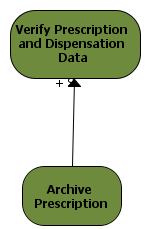 Verify Prescription
and Dispensation
Data
+
Archive
Prescription